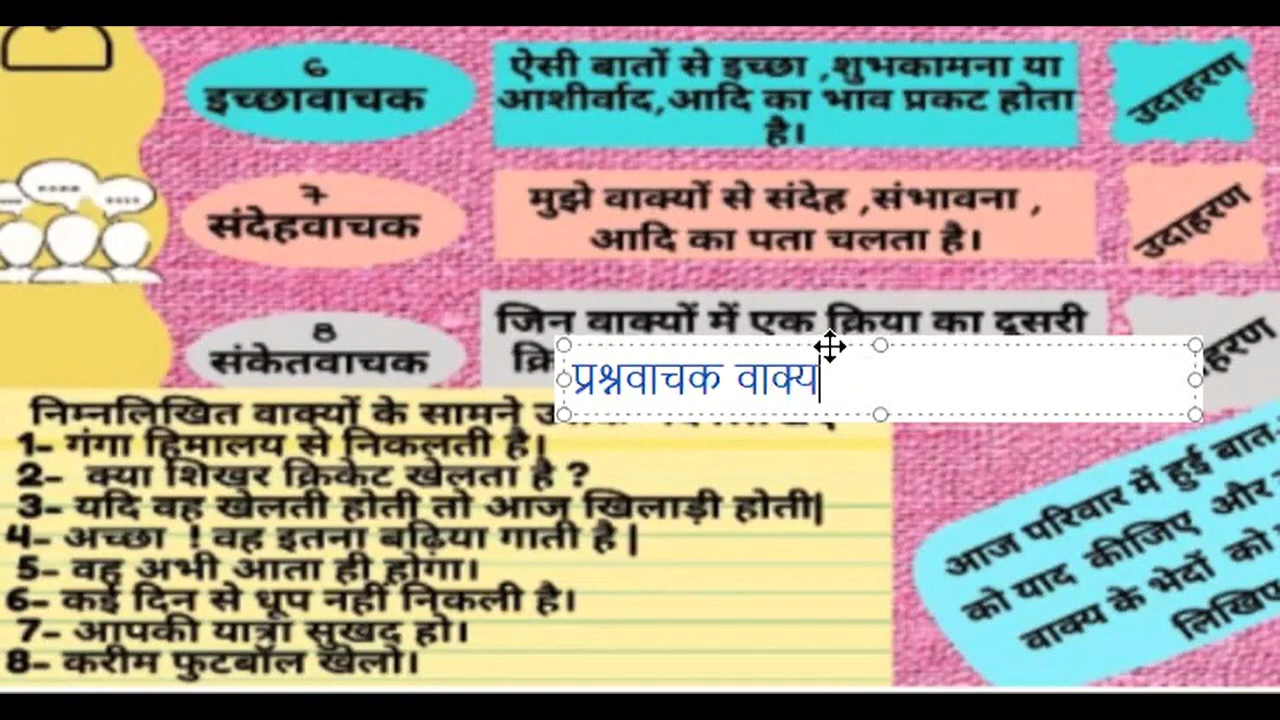 6
इच्छावाचक
ऐसी बातों से इच्छा ,शुभकामना या
आशीर्वाद,आदि का भाव प्रकट होता
है।
उदाहरण
7
संदेहवाचक
मुझे वाक्यों से संदेह ,संभावना ,
आदि का पता चलता है।
उदाहरण
8
संकेतवाचक
जिन वाक्यों में एक क्रिया का दूसरी
प्रश्नवाचक वाक्य
निम्नलिखित वाक्यों के सामने
1- गंगा हिमालय से निकलती है|
2- क्या शिखर क्रिकेट खेलता है ?
3- यदि वह खेलती होती तो आज खिलाड़ी होती|
4- अच्छा ! वह इतना बढ़िया गाती है |
5- वह अभी आता ही होगा।
6- कई दिन से धूप नहीं निकली है।
7- आपकी यात्रा सुखद हो।
8- करीम फुटबॉल खेलो।
आज परिवार में हुई बात
को याद कीजिए और
वाक्य के भेदों को
लिखिए